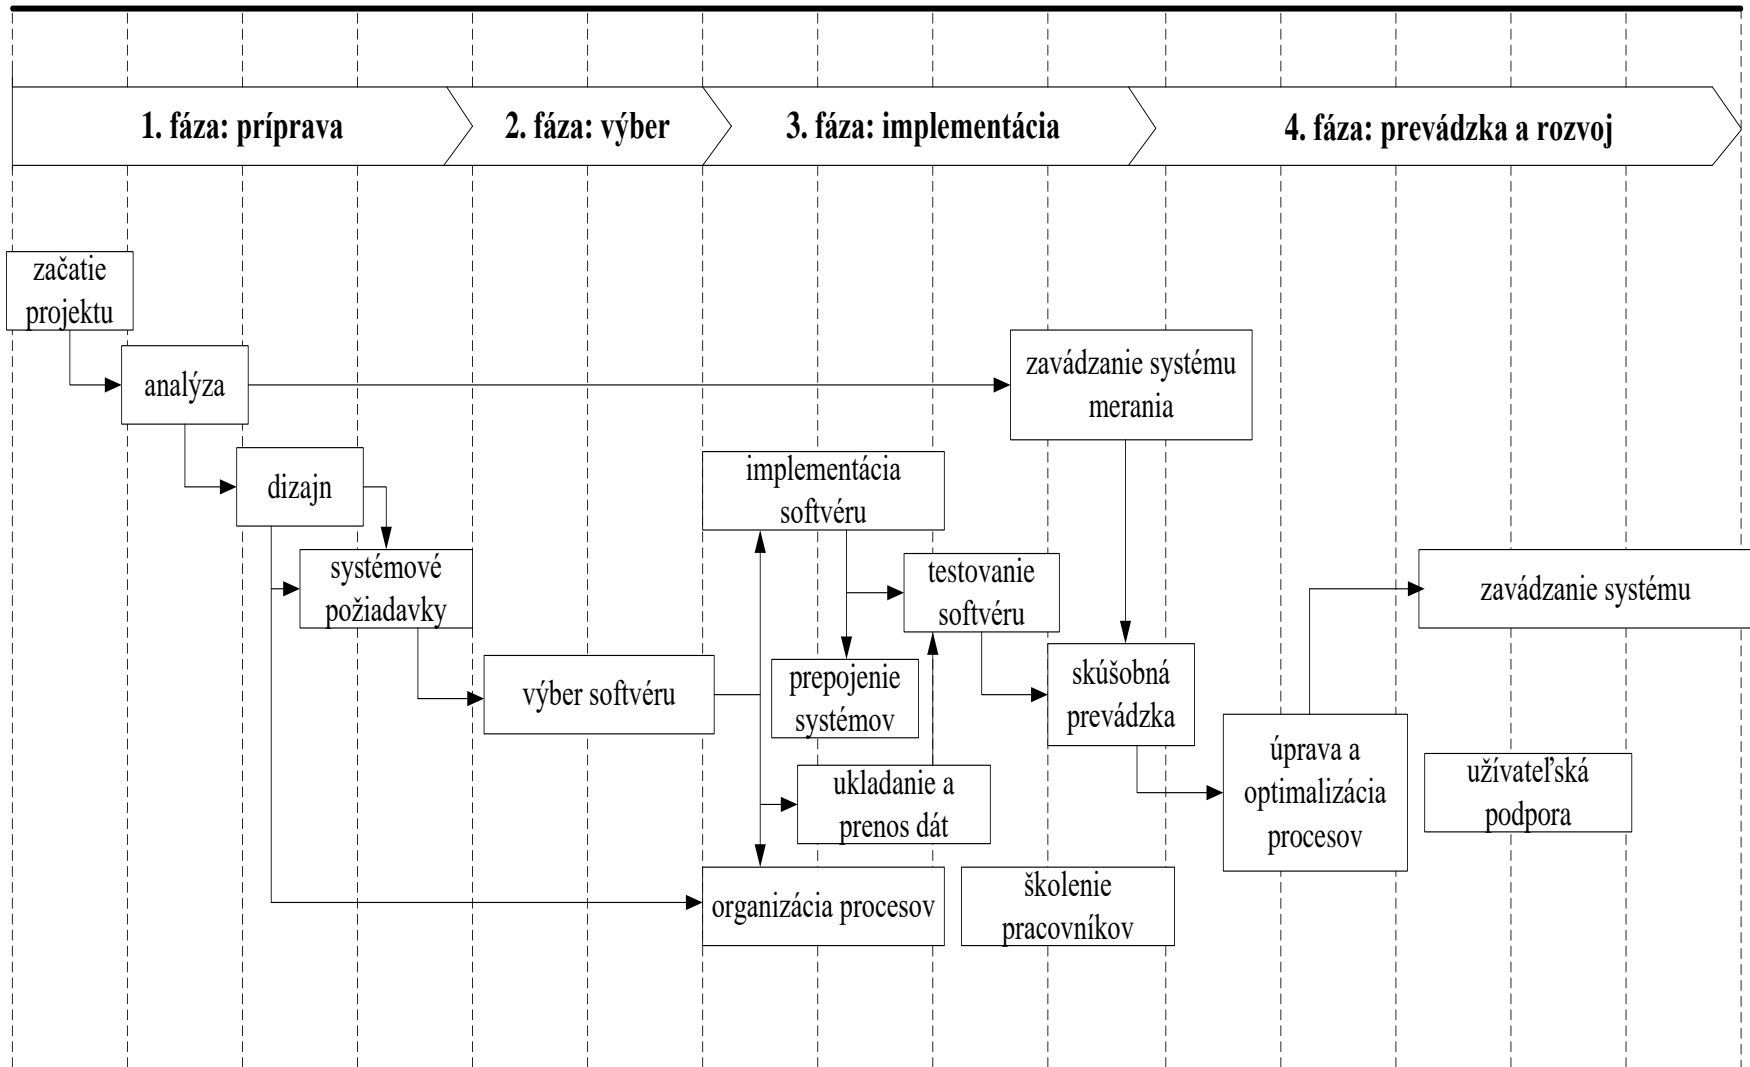 1. fáza: príprava
2. fáza: výber
3. fáza: implementácia
4. fáza: prevádzka a rozvoj
začatie
projektu
analýza
zavádzanie systému
merania
dizajn
implementácia
softvéru
systémové
požiadavky
testovanie
softvéru
zavádzanie systému
výber softvéru
prepojenie
systémov
skúšobná
prevádzka
úprava a
optimalizácia
procesov
užívateľská
podpora
ukladanie a
prenos dát
organizácia procesov
školenie
pracovníkov